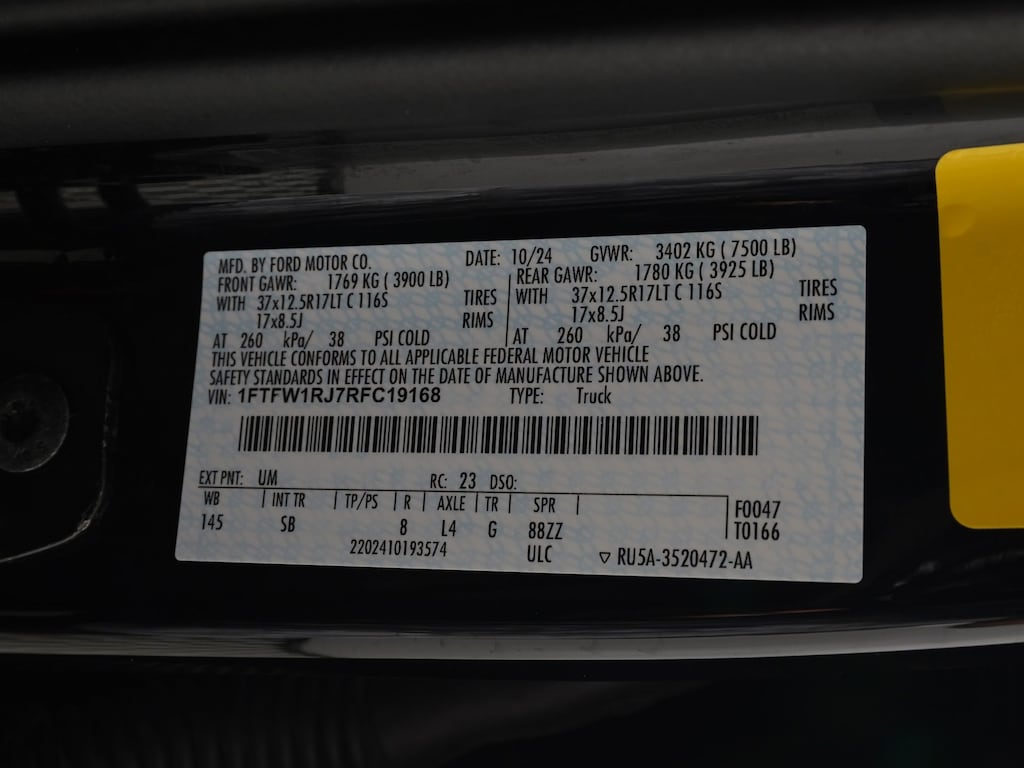 MFD. BY FORD MOTOR CO. DATE: 10/24 GVWR: 3402 KG ( 7500 LB)
FRONT GAWR: 1769 KG ( 3900 LB) REAR GAWR: 1780 KG ( 3925 LB)
WITH 37x12.5R17LT C 116S TIRES WITH 37x12.5R17LT C 116S TIRES
17x8.5J RIMS 17x8.5J RIMS
AT 260 kPa/ 38 PSI COLD AT 260 kPa/ 38 PSI COLD
THIS VEHICLE CONFORMS TO ALL APPLICABLE FEDERAL MOTOR VEHICLE
SAFETY STANDARDS IN EFFECT ON THE DATE OF MANUFACTURE SHOWN ABOVE.
VIN: 1FTFW1RJ7RFC19168 TYPE: Truck
EXT PNT: UM RC: 23 DSO:
WB INT TR TP/PS R AXLE TR SPR F0047
145 SB 8 L4 G 88ZZ T0166
2202410193574 ULC ▽ RU5A-3520472-AA